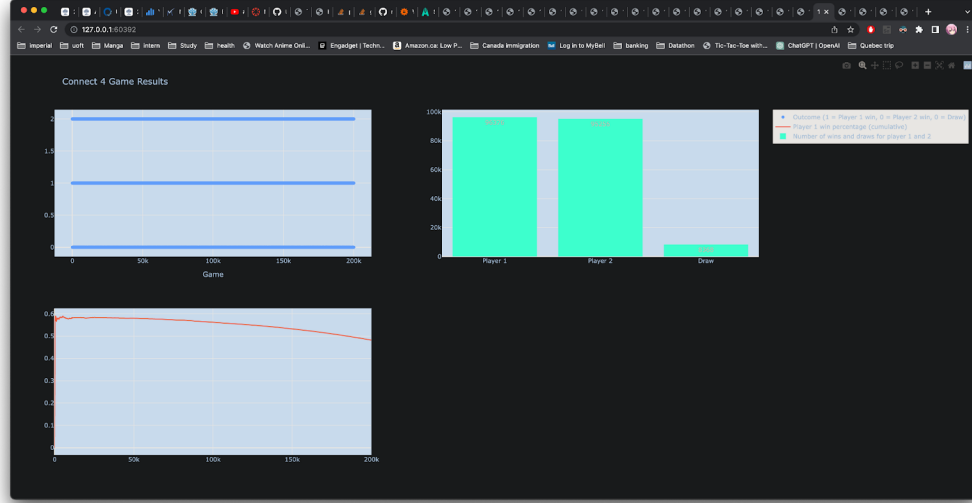 127.0.0.1:60392
imperial
uoft
Manga
intern
Study
health
Watch Anime Onli...
Engadget | Techn...
Amazon.ca: Low P...
Canada immigration
Log in to MyBell
banking
Datathon
Tic-Tac-Toe with...
ChatGPT | OpenAI
Quebec trip
Connect 4 Game Results
2
1.5
1
0.5
0
0
50k
100k
150k
200k
Game
100k
80k
60k
40k
20k
0
Player 1
Player 2
Draw
Outcome (1 = Player 1 win, 0 = Player 2 win, 0 = Draw)
Player 1 win percentage (cumulative)
Number of wins and draws for player 1 and 2
0.6
0.5
0.4
0.3
0.2
0.1
0
0
50k
100k
150k
200k